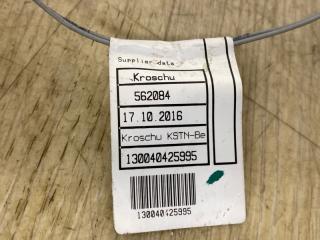 Supplier data
Kroschu
562084
17.10.2016
Kroschu KSTN-Be
130040425995
130040425995